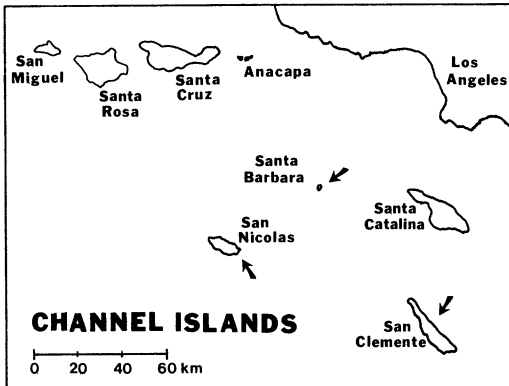 San
Miguel
Santa
Rosa
Santa
Cruz
Anacapa
Los
Angeles
Santa
Barbara
San
Nicolas
Santa
Catalina
San
Clemente
CHANNEL ISLANDS
0 20 40 60 km